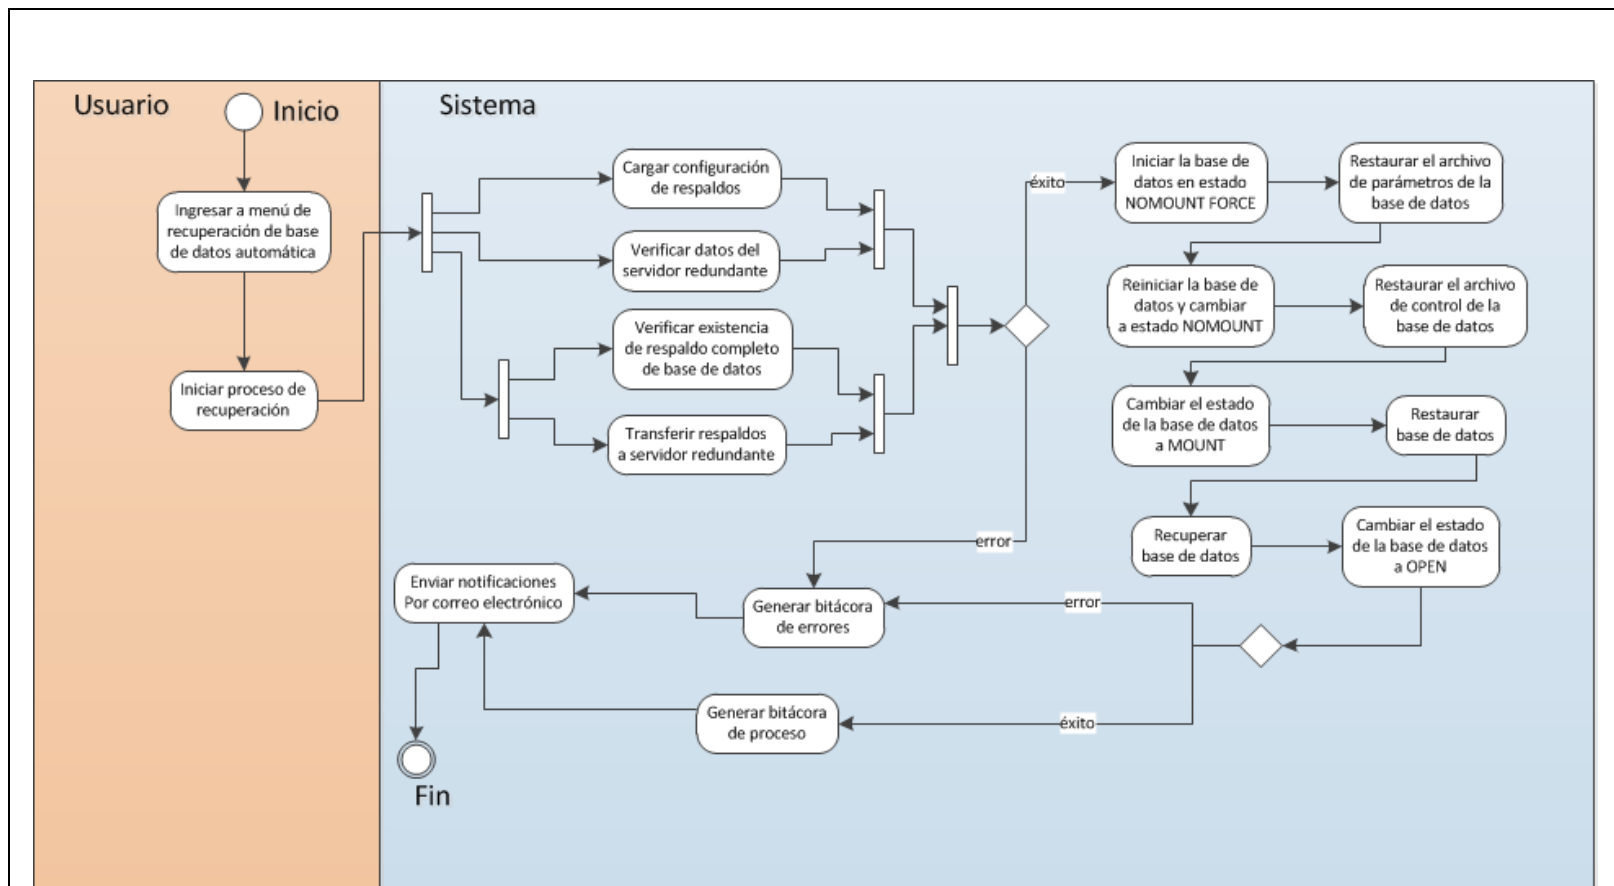 Usuario
Inicio
Sistema
Ingresar a menú de
recuperación de base
de datos automática
Iniciar proceso de
recuperación
Cargar configuración
de respaldos
Verificar datos del
servidor redundante
Verificar existencia
de respaldo completo
de base de datos
Transferir respaldos
a servidor redundante
éxito
Iniciar la base de
datos en estado
NOMOUNT FORCE
Restaurar el archivo
de parámetros de la
base de datos
Reiniciar la base de
datos y cambiar
a estado NOMOUNT
Restaurar el archivo
de control de la
base de datos
Cambiar el estado
de la base de datos
a MOUNT
Restaurar
base de datos
Recuperar
base de datos
Cambiar el estado
de la base de datos
a OPEN
error
Generar bitácora
de errores
error
éxito
Generar bitácora
de proceso
Enviar notificaciones
Por correo electrónico
Fin